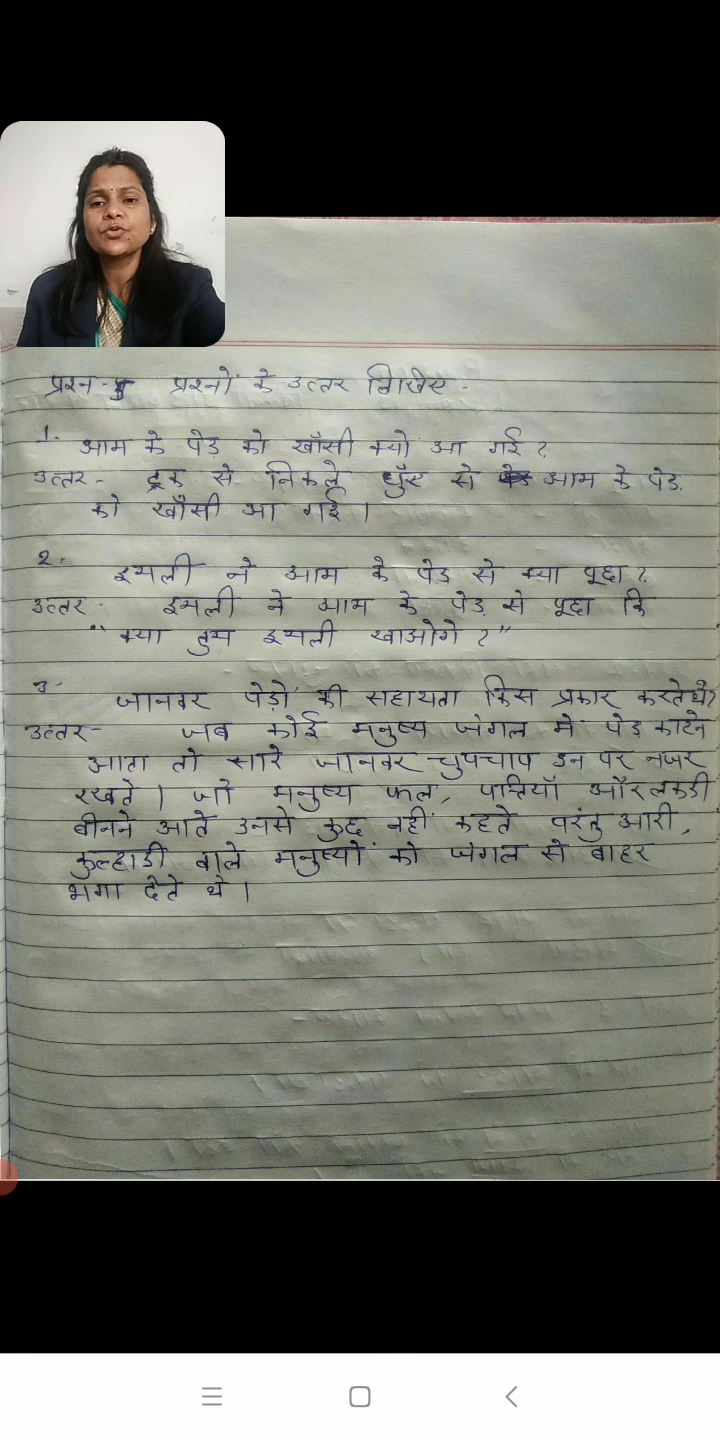 प्रश्न- प्रश्नों के उत्तर लिखिए -
1. आम के पेड़ को खाँसी क्यों आ गई ?
उत्तर - ट्रक से निकले धुँए से आम के पेड़
को खाँसी आ गई ।
2. इमली ने आम के पेड़ से क्या पूछा ?
उत्तर - इमली ने आम के पेड़ से पूछा कि
" क्या तुम इमली खाओगे ? "
3- जानवर पेड़ों की सहायता किस प्रकार करते थे ?
उत्तर - जब कोई मनुष्य जंगल में पेड़ काटने
आता तो सारे जानवर चुपचाप उन पर नजर
रखते । जो मनुष्य फल, पत्तियाँ और लकडी
बीनने आते उनसे कुछ नहीं कहते परंतु आरी,
कुल्हाडी वाले मनुष्यों को जंगल से बाहर
भगा देते थे ।